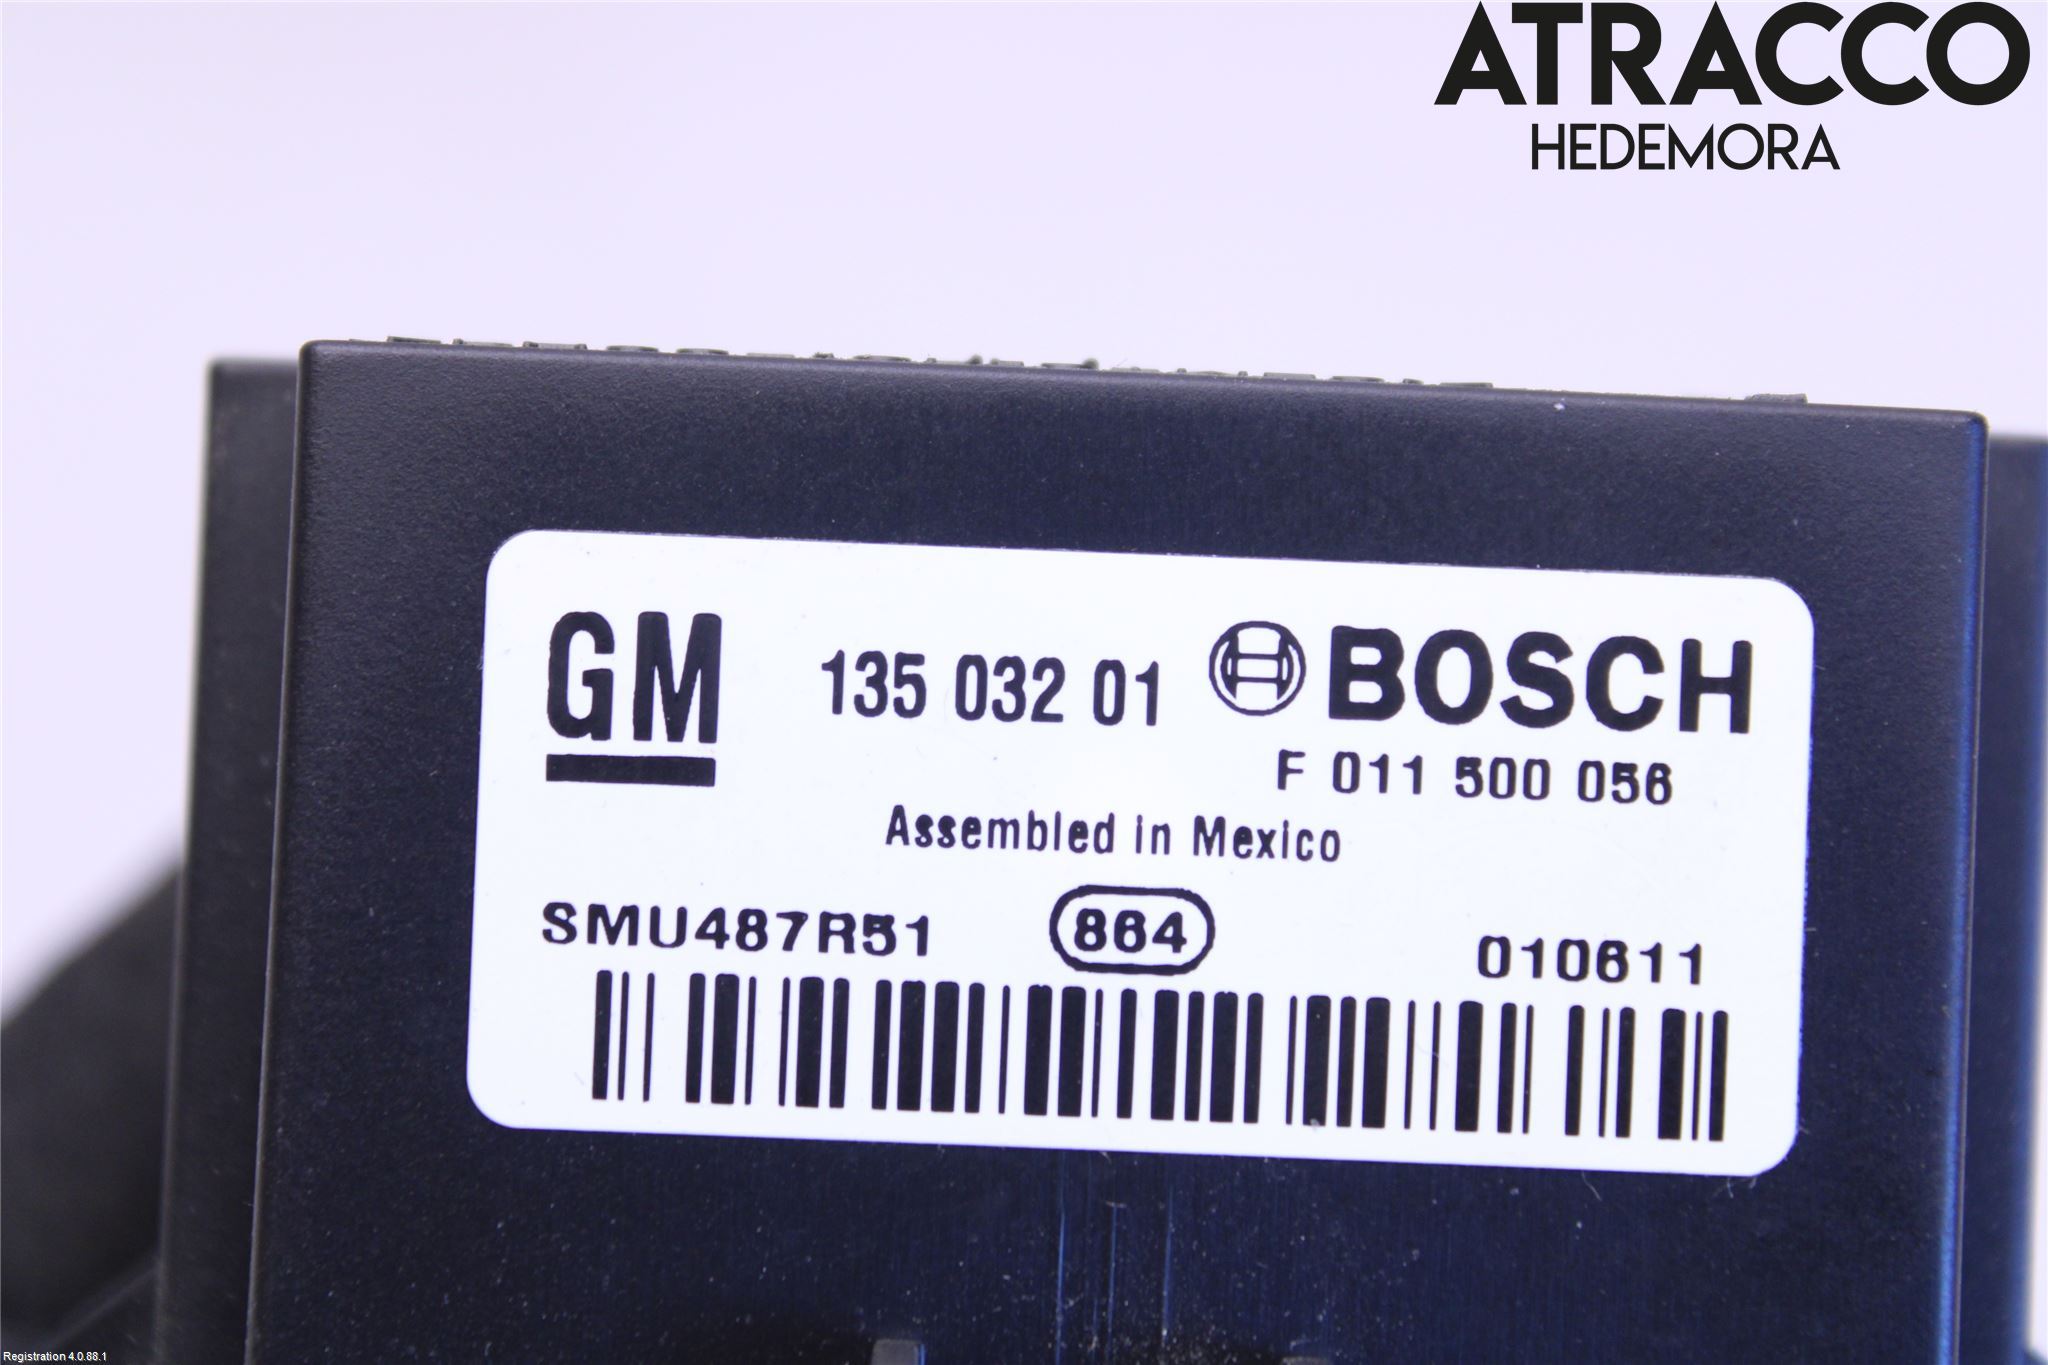 ATRACCO
HEDEMORA
GM 135 032 01 BOSCH
F 011 500 056
Assembled in Mexico
SMU487R51 864 010611
Registration 4.0.88.1